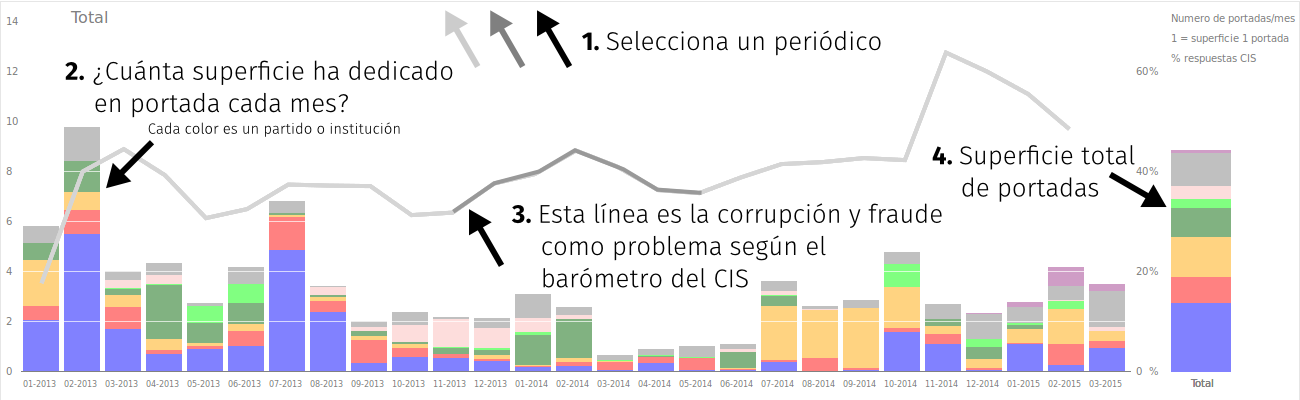 Total
1. Selecciona un periódico
2. ¿Cuánta superficie ha dedicado
en portada cada mes?
Cada color es un partido o institución
3. Esta línea es la corrupción y fraude
como problema según el
barómetro del CIS
4. Superficie total
de portadas
Numero de portadas/mes
1 = superficie 1 portada
% respuestas CIS
14
12
10
8
6
4
2
0
60%
40%
20%
0 %
01-2013 02-2013 03-2013 04-2013 05-2013 06-2013 07-2013 08-2013 09-2013 10-2013 11-2013 12-2013 01-2014 02-2014 03-2014 04-2014 05-2014 06-2014 07-2014 08-2014 09-2014 10-2014 11-2014 12-2014 01-2015 02-2015 03-2015
Total